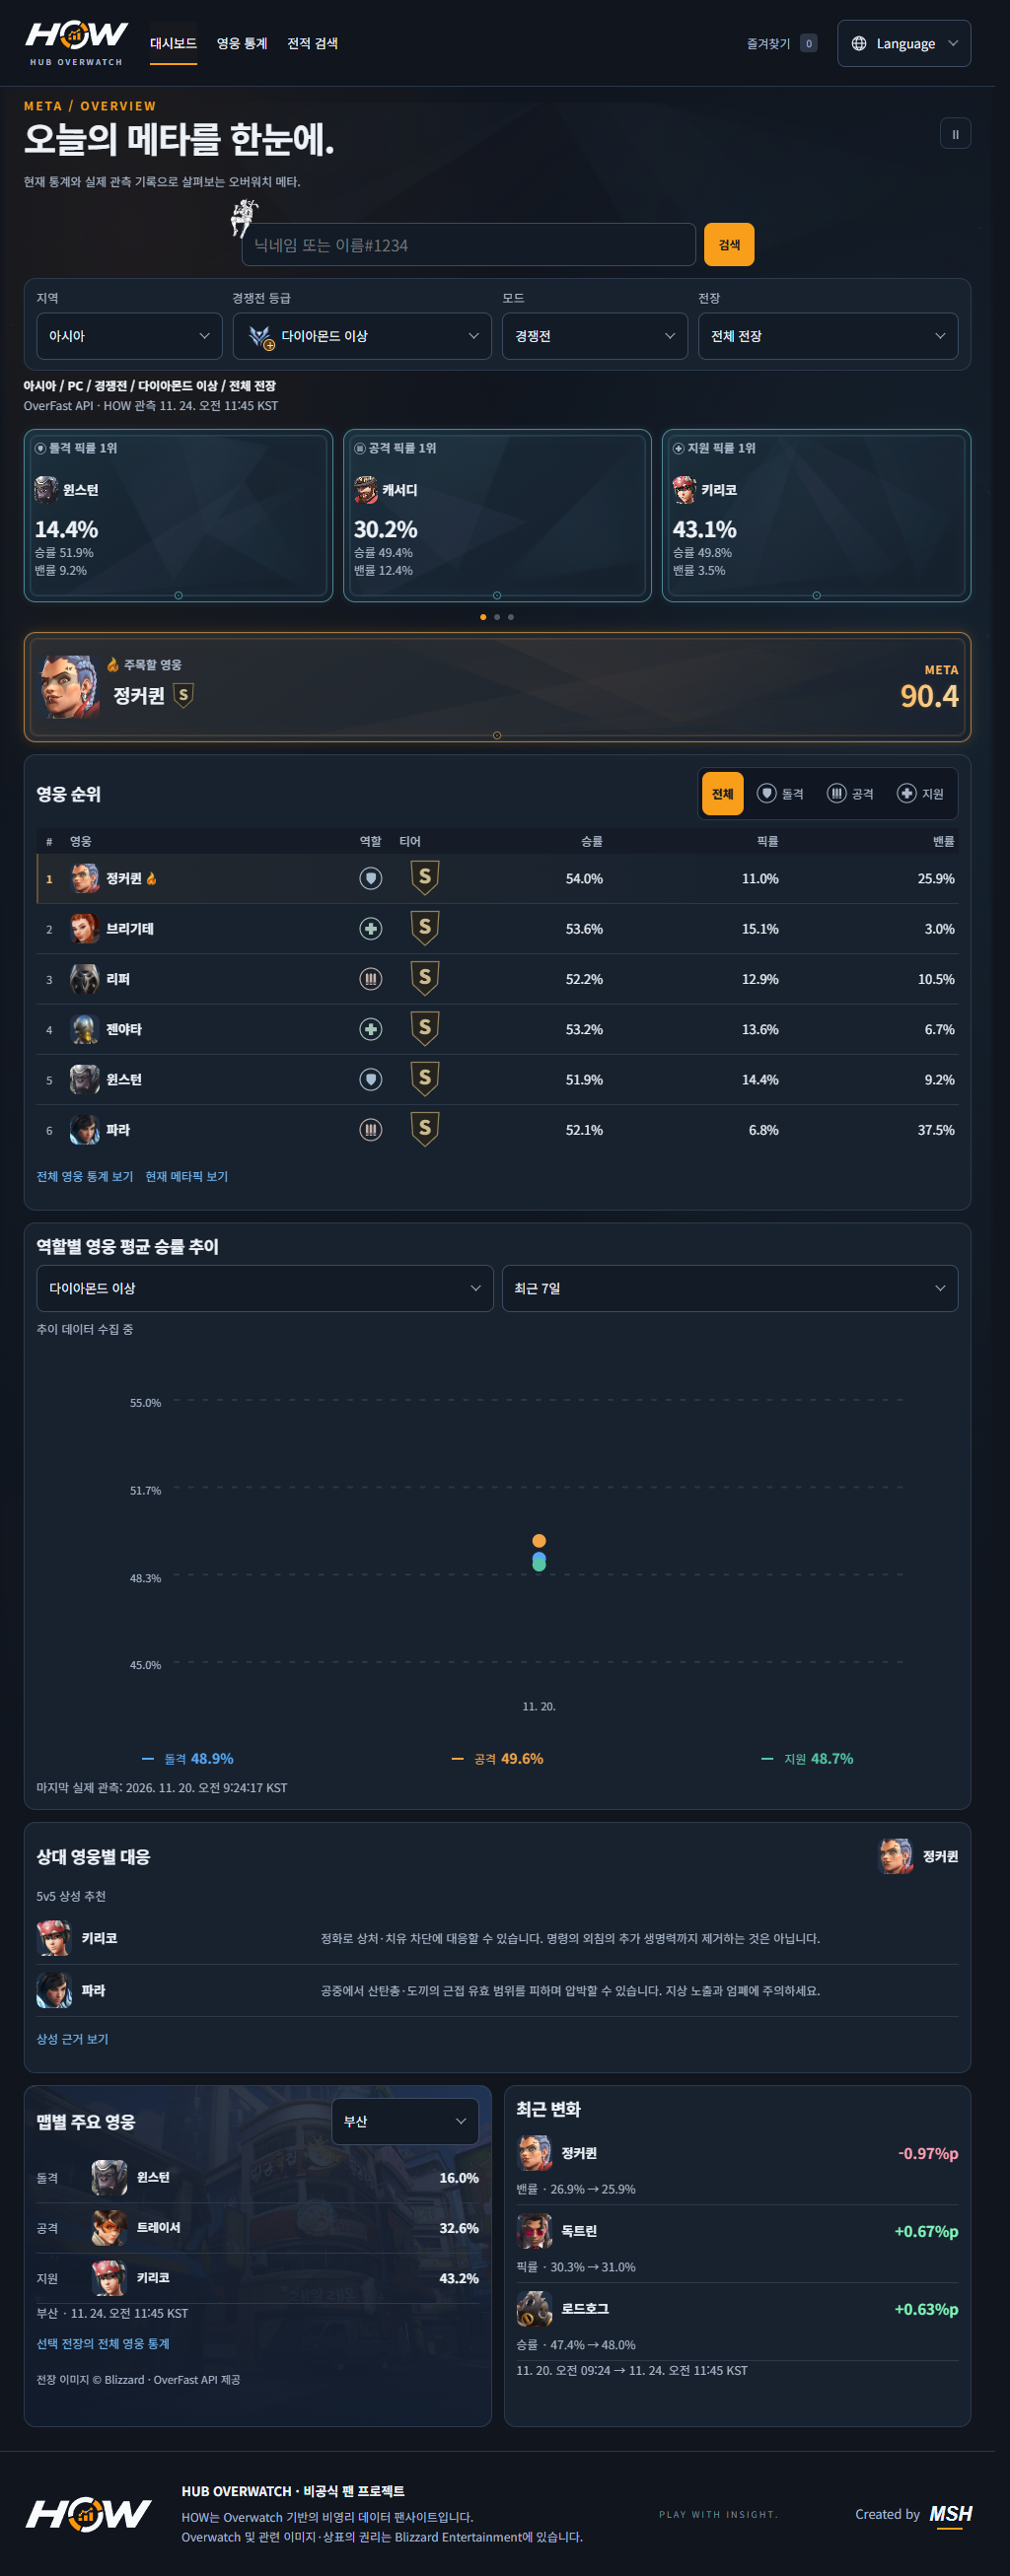 HOW
HUB OVERWATCH
대시보드 영웅 통계 전적 검색
즐겨찾기 0
Language
META / OVERVIEW
오늘의 메타를 한눈에.
현재 통계와 실제 관측 기록으로 살펴보는 오버워치 메타.
닉네임 또는 이름#1234
검색
지역 경쟁전 등급 모드 전장
아시아 다이아몬드 이상 경쟁전 전체 전장
아시아 / PC / 경쟁전 / 다이아몬드 이상 / 전체 전장
OverFast API · HOW 관측 11. 24. 오전 11:45 KST
돌격 픽률 1위
윈스턴
14.4%
승률 51.9%
밴률 9.2%
공격 픽률 1위
캐서디
30.2%
승률 49.4%
밴률 12.4%
지원 픽률 1위
키리코
43.1%
승률 49.8%
밴률 3.5%
주목할 영웅
정커퀸 S
META
90.4
영웅 순위
전체 돌격 공격 지원
# 영웅 역할 티어 승률 픽률 밴률
1 정커퀸 S 54.0% 11.0% 25.9%
2 브리기테 S 53.6% 15.1% 3.0%
3 리퍼 S 52.2% 12.9% 10.5%
4 젠야타 S 53.2% 13.6% 6.7%
5 윈스턴 S 51.9% 14.4% 9.2%
6 파라 S 52.1% 6.8% 37.5%
전체 영웅 통계 보기 현재 메타픽 보기
역할별 영웅 평균 승률 추이
다이아몬드 이상 최근 7일
추이 데이터 수집 중
55.0%
51.7%
48.3%
45.0%
11. 20.
돌격 48.9% 공격 49.6% 지원 48.7%
마지막 실제 관측: 2026. 11. 20. 오전 9:24:17 KST
상대 영웅별 대응
정커퀸
5v5 상성 추천
키리코 정화로 상처·치유 차단에 대응할 수 있습니다. 명령의 외침의 추가 생명력까지 제거하는 것은 아닙니다.
파라 공중에서 산탄총·도끼의 근접 유효 범위를 피하며 압박할 수 있습니다. 지상 노출과 엄폐에 주의하세요.
상성 근거 보기
맵별 주요 영웅
부산
돌격 윈스턴 16.0%
공격 트레이서 32.6%
지원 키리코 43.2%
부산 · 11. 24. 오전 11:45 KST
선택 전장의 전체 영웅 통계
전장 이미지 © Blizzard · OverFast API 제공
최근 변화
정커퀸 -0.97%p
밴률 · 26.9% → 25.9%
독트린 +0.67%p
픽률 · 30.3% → 31.0%
로드호그 +0.63%p
승률 · 47.4% → 48.0%
11. 20. 오전 09:24 → 11. 24. 오전 11:45 KST
HOW
HUB OVERWATCH · 비공식 팬 프로젝트
HOW는 Overwatch 기반의 비영리 데이터 팬사이트입니다.
Overwatch 및 관련 이미지·상표의 권리는 Blizzard Entertainment에 있습니다.
PLAY WITH INSIGHT.
Created by MSH